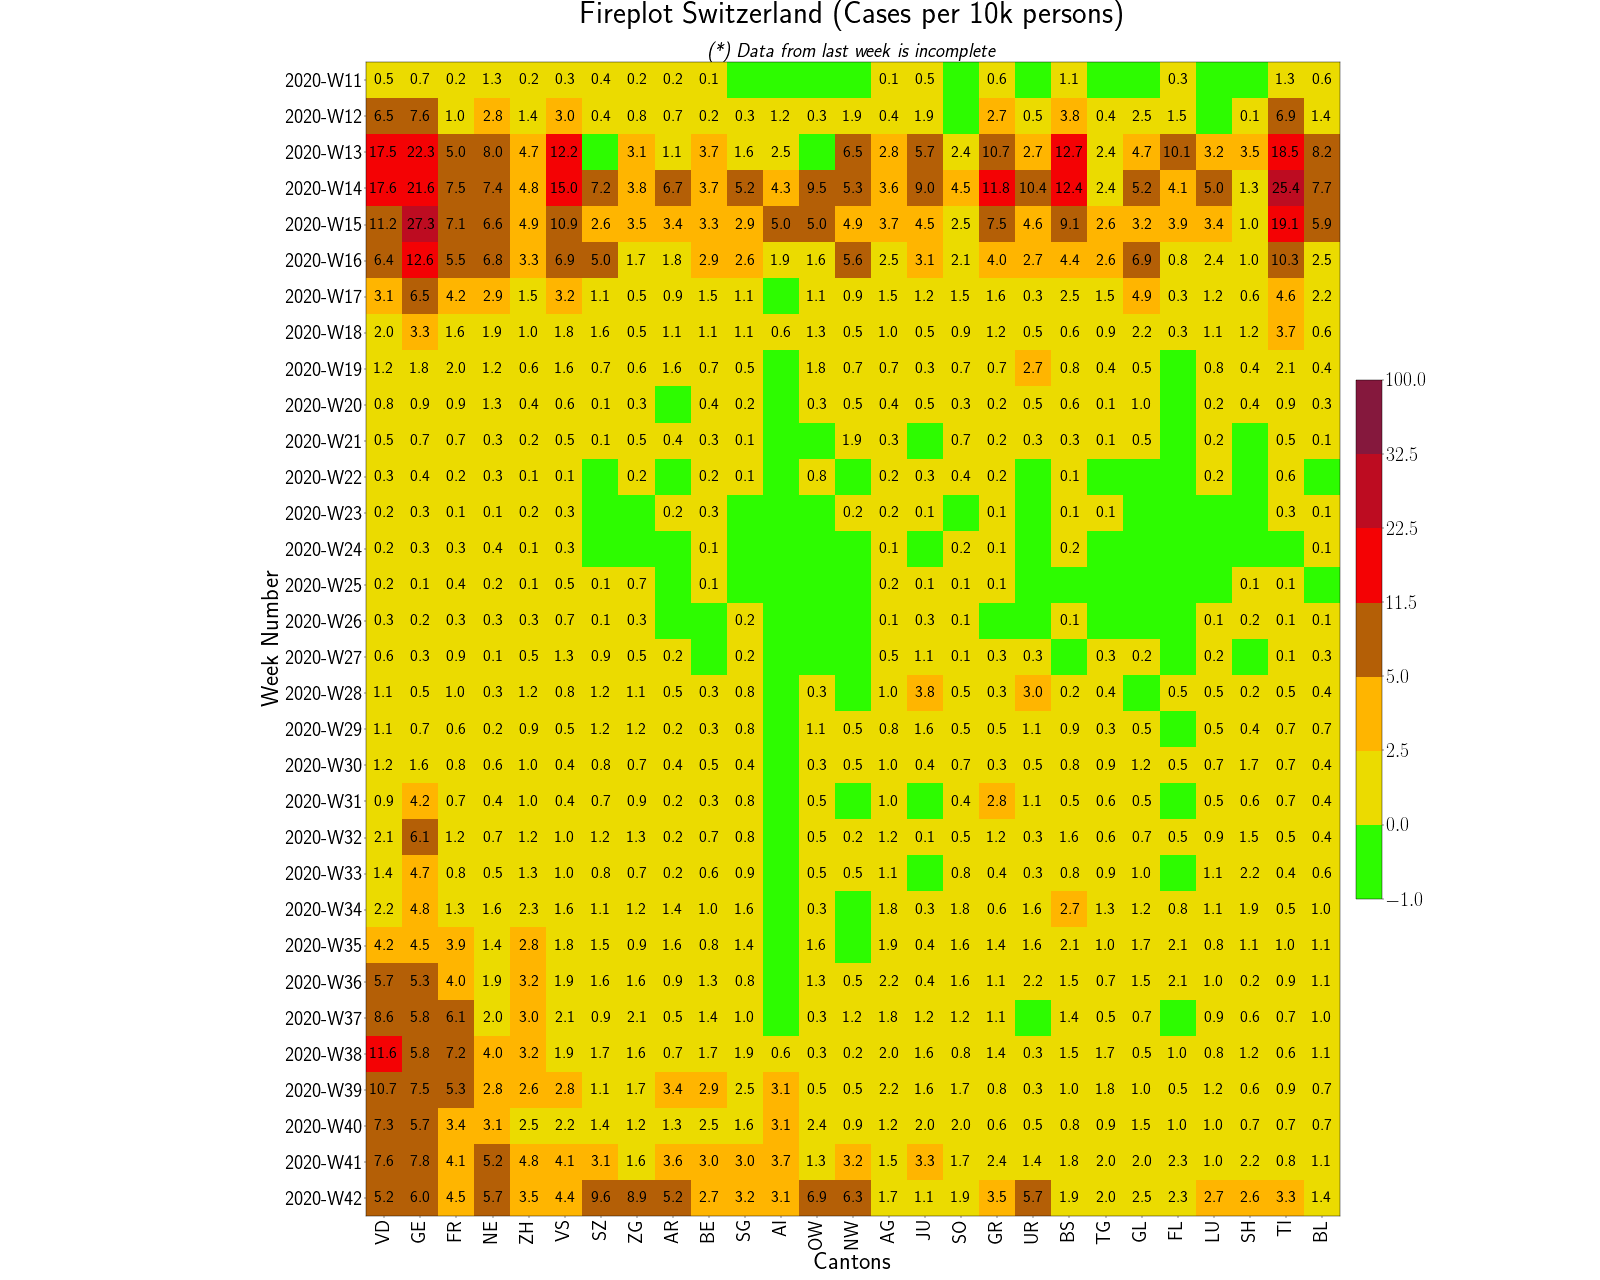 Fireplot Switzerland (Cases per 10k persons)
(*) Data from last week is incomplete
2020-W11 0.5 0.7 0.2 1.3 0.2 0.3 0.4 0.2 0.2 0.1 0.1 0.5 0.6 1.1 0.3 1.3 0.6
2020-W12 6.5 7.6 1.0 2.8 1.4 3.0 0.4 0.8 0.7 0.2 0.3 1.2 0.3 1.9 0.4 1.9 2.7 0.5 3.8 0.4 2.5 1.5 0.1 6.9 1.4
2020-W13 17.5 22.3 5.0 8.0 4.7 12.2 3.1 1.1 3.7 1.6 2.5 6.5 2.8 5.7 2.4 10.7 2.7 12.7 2.4 4.7 10.1 3.2 3.5 18.5 8.2
2020-W14 17.6 21.6 7.5 7.4 4.8 15.0 7.2 3.8 6.7 3.7 5.2 4.3 9.5 5.3 3.6 9.0 4.5 11.8 10.4 12.4 2.4 5.2 4.1 5.0 1.3 25.4 7.7
2020-W15 11.2 27.3 7.1 6.6 4.9 10.9 2.6 3.5 3.4 3.3 2.9 5.0 5.0 4.9 3.7 4.5 2.5 7.5 4.6 9.1 2.6 3.2 3.9 3.4 1.0 19.1 5.9
2020-W16 6.4 12.6 5.5 6.8 3.3 6.9 5.0 1.7 1.8 2.9 2.6 1.9 1.6 5.6 2.5 3.1 2.1 4.0 2.7 4.4 2.6 6.9 0.8 2.4 1.0 10.3 2.5
2020-W17 3.1 6.5 4.2 2.9 1.5 3.2 1.1 0.5 0.9 1.5 1.1 1.1 0.9 1.5 1.2 1.5 1.6 0.3 2.5 1.5 4.9 0.3 1.2 0.6 4.6 2.2
2020-W18 2.0 3.3 1.6 1.9 1.0 1.8 1.6 0.5 1.1 1.1 1.1 0.6 1.3 0.5 1.0 0.5 0.9 1.2 0.5 0.6 0.9 2.2 0.3 1.1 1.2 3.7 0.6
2020-W19 1.2 1.8 2.0 1.2 0.6 1.6 0.7 0.6 1.6 0.7 0.5 1.8 0.7 0.7 0.3 0.7 0.7 2.7 0.8 0.4 0.5 0.8 0.4 2.1 0.4
2020-W20 0.8 0.9 0.9 1.3 0.4 0.6 0.1 0.3 0.4 0.2 0.3 0.5 0.4 0.5 0.3 0.2 0.5 0.6 0.1 1.0 0.2 0.4 0.9 0.3
2020-W21 0.5 0.7 0.7 0.3 0.2 0.5 0.1 0.5 0.4 0.3 0.1 1.9 0.3 0.7 0.2 0.3 0.3 0.1 0.5 0.2 0.5 0.1
2020-W22 0.3 0.4 0.2 0.3 0.1 0.1 0.2 0.2 0.1 0.8 0.2 0.3 0.4 0.2 0.1 0.2 0.6
2020-W23 0.2 0.3 0.1 0.1 0.2 0.3 0.2 0.3 0.2 0.2 0.1 0.1 0.1 0.1 0.3 0.1
2020-W24 0.2 0.3 0.3 0.4 0.1 0.3 0.1 0.1 0.2 0.1 0.2 0.1
2020-W25 0.2 0.1 0.4 0.2 0.1 0.5 0.1 0.7 0.1 0.2 0.1 0.1 0.1 0.1 0.1
2020-W26 0.3 0.2 0.3 0.3 0.3 0.7 0.1 0.3 0.2 0.1 0.3 0.1 0.1 0.1 0.2 0.1 0.1
2020-W27 0.6 0.3 0.9 0.1 0.5 1.3 0.9 0.5 0.2 0.2 0.5 1.1 0.1 0.3 0.3 0.3 0.2 0.2 0.1 0.3
2020-W28 1.1 0.5 1.0 0.3 1.2 0.8 1.2 1.1 0.5 0.3 0.8 0.3 1.0 3.8 0.5 0.3 3.0 0.2 0.4 0.5 0.5 0.2 0.5 0.4
2020-W29 1.1 0.7 0.6 0.2 0.9 0.5 1.2 1.2 0.2 0.3 0.8 1.1 0.5 0.8 1.6 0.5 0.5 1.1 0.9 0.3 0.5 0.5 0.4 0.7 0.7
2020-W30 1.2 1.6 0.8 0.6 1.0 0.4 0.8 0.7 0.4 0.5 0.4 0.3 0.5 1.0 0.4 0.7 0.3 0.5 0.8 0.9 1.2 0.5 0.7 1.7 0.7 0.4
2020-W31 0.9 4.2 0.7 0.4 1.0 0.4 0.7 0.9 0.2 0.3 0.8 0.5 1.0 0.4 2.8 1.1 0.5 0.6 0.5 0.5 0.6 0.7 0.4
2020-W32 2.1 6.1 1.2 0.7 1.2 1.0 1.2 1.3 0.2 0.7 0.8 0.5 0.2 1.2 0.1 0.5 1.2 0.3 1.6 0.6 0.7 0.5 0.9 1.5 0.5 0.4
2020-W33 1.4 4.7 0.8 0.5 1.3 1.0 0.8 0.7 0.2 0.6 0.9 0.5 0.5 1.1 0.8 0.4 0.3 0.8 0.9 1.0 1.1 2.2 0.4 0.6
2020-W34 2.2 4.8 1.3 1.6 2.3 1.6 1.1 1.2 1.4 1.0 1.6 0.3 1.8 0.3 1.8 0.6 1.6 2.7 1.3 1.2 0.8 1.1 1.9 0.5 1.0
2020-W35 4.2 4.5 3.9 1.4 2.8 1.8 1.5 0.9 1.6 0.8 1.4 1.6 1.9 0.4 1.6 1.4 1.6 2.1 1.0 1.7 2.1 0.8 1.1 1.0 1.1
2020-W36 5.7 5.3 4.0 1.9 3.2 1.9 1.6 1.6 0.9 1.3 0.8 1.3 0.5 2.2 0.4 1.6 1.1 2.2 1.5 0.7 1.5 2.1 1.0 0.2 0.9 1.1
2020-W37 8.6 5.8 6.1 2.0 3.0 2.1 0.9 2.1 0.5 1.4 1.0 0.3 1.2 1.8 1.2 1.2 1.1 1.4 0.5 0.7 0.9 0.6 0.7 1.0
2020-W38 11.6 5.8 7.2 4.0 3.2 1.9 1.7 1.6 0.7 1.7 1.9 0.6 0.3 0.2 2.0 1.6 0.8 1.4 0.3 1.5 1.7 0.5 1.0 0.8 1.2 0.6 1.1
2020-W39 10.7 7.5 5.3 2.8 2.6 2.8 1.1 1.7 3.4 2.9 2.5 3.1 0.5 0.5 2.2 1.6 1.7 0.8 0.3 1.0 1.8 1.0 0.5 1.2 0.6 0.9 0.7
2020-W40 7.3 5.7 3.4 3.1 2.5 2.2 1.4 1.2 1.3 2.5 1.6 3.1 2.4 0.9 1.2 2.0 2.0 0.6 0.5 0.8 0.9 1.5 1.0 1.0 0.7 0.7 0.7
2020-W41 7.6 7.8 4.1 5.2 4.8 4.1 3.1 1.6 3.6 3.0 3.0 3.7 1.3 3.2 1.5 3.3 1.7 2.4 1.4 1.8 2.0 2.0 2.3 1.0 2.2 0.8 1.1
2020-W42 5.2 6.0 4.5 5.7 3.5 4.4 9.6 8.9 5.2 2.7 3.2 3.1 6.9 6.3 1.7 1.1 1.9 3.5 5.7 1.9 2.0 2.5 2.3 2.7 2.6 3.3 1.4
VD GE FR NE ZH VS SZ ZG AR BE SG AI OW NW AG JU SO GR UR BS TG GL FL LU SH TI BL
Cantons
Week Number
100.0
32.5
22.5
11.5
5.0
2.5
0.0
−1.0